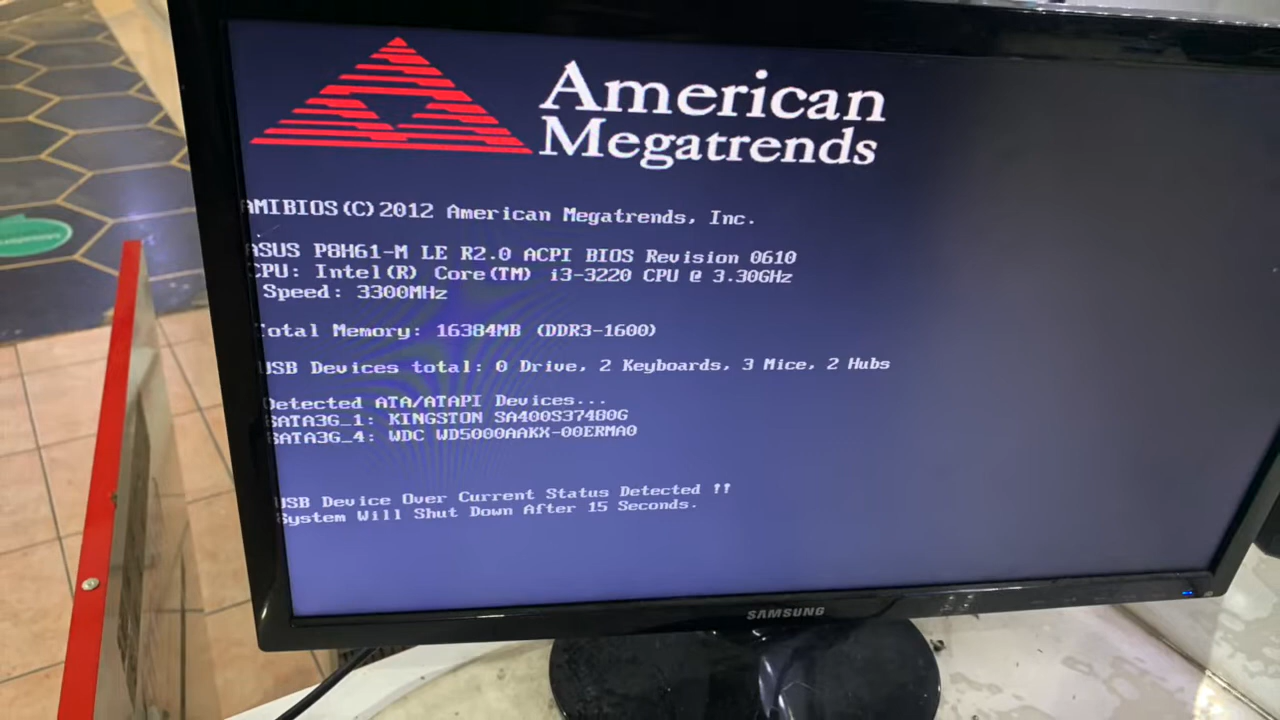 American
Megatrends
AMIBIOS(C)2012 American Megatrends, Inc.
ASUS P8H61-M LE R2.0 ACPI BIOS Revision 0610
CPU: Intel(R) Core(TM) i3-3220 CPU @ 3.30GHz
Speed: 3300MHz
Total Memory: 16384MB (DDR3-1600)
USB Devices total: 0 Drive, 2 Keyboards, 3 Mice, 2 Hubs
Detected ATA/ATAPI Devices...
SATA3G_1: KINGSTON SA400S37480G
SATA3G_4: WDC WD5000AAKX-00ERMA0
USB Device Over Current Status Detected !!
System Will Shut Down After 15 Seconds.
SAMSUNG